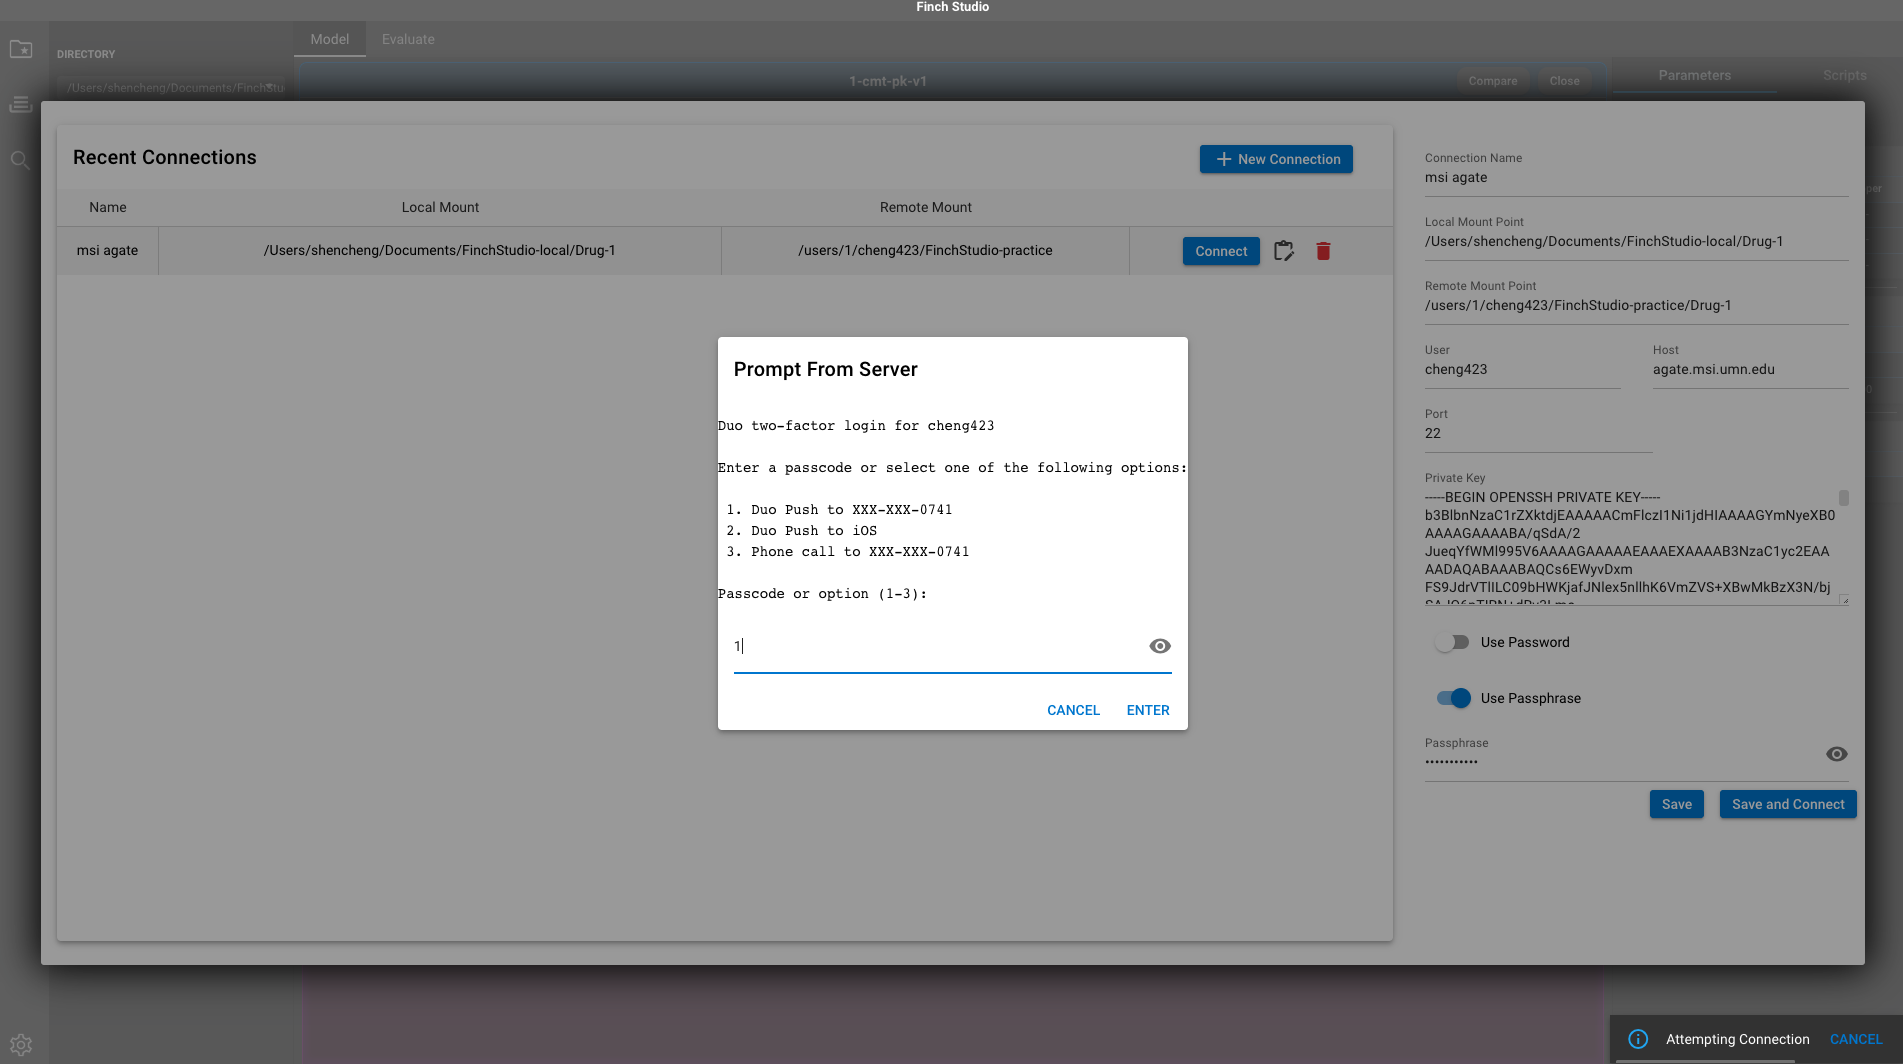 Finch Studio
DIRECTORY
/Users/shencheng/Documents/FinchStu
Model
Evaluate
1-cmt-pk-v1
Compare
Close
Parameters
Scripts
per
0
Recent Connections
New Connection
Name
Local Mount
Remote Mount
msi agate
/Users/shencheng/Documents/FinchStudio-local/Drug-1
/users/1/cheng423/FinchStudio-practice
Connect
Prompt From Server
Duo two-factor login for cheng423
Enter a passcode or select one of the following options:
1. Duo Push to XXX-XXX-0741
2. Duo Push to iOS
3. Phone call to XXX-XXX-0741
Passcode or option (1-3):
1
CANCEL
ENTER
Connection Name
msi agate
Local Mount Point
/Users/shencheng/Documents/FinchStudio-local/Drug-1
Remote Mount Point
/users/1/cheng423/FinchStudio-practice/Drug-1
User
cheng423
Host
agate.msi.umn.edu
Port
22
Private Key
-----BEGIN OPENSSH PRIVATE KEY-----
b3BlbnNzaC1rZXktdjEAAAAACmFlczI1Ni1jdHIAAAAGYmNyeXB0
AAAAGAAAABA/qSdA/2
JueqYfWMl995V6AAAAGAAAAAEAAAEXAAAAB3NzaC1yc2EAA
AADAQABAAABAQCs6EWyvDxm
FS9JdrVTlILC09bHWKjafJNlex5nllhK6VmZVS+XBwMkBzX3N/bj
Use Password
Use Passphrase
Passphrase
•••••••••••
Save
Save and Connect
Attempting Connection
CANCEL